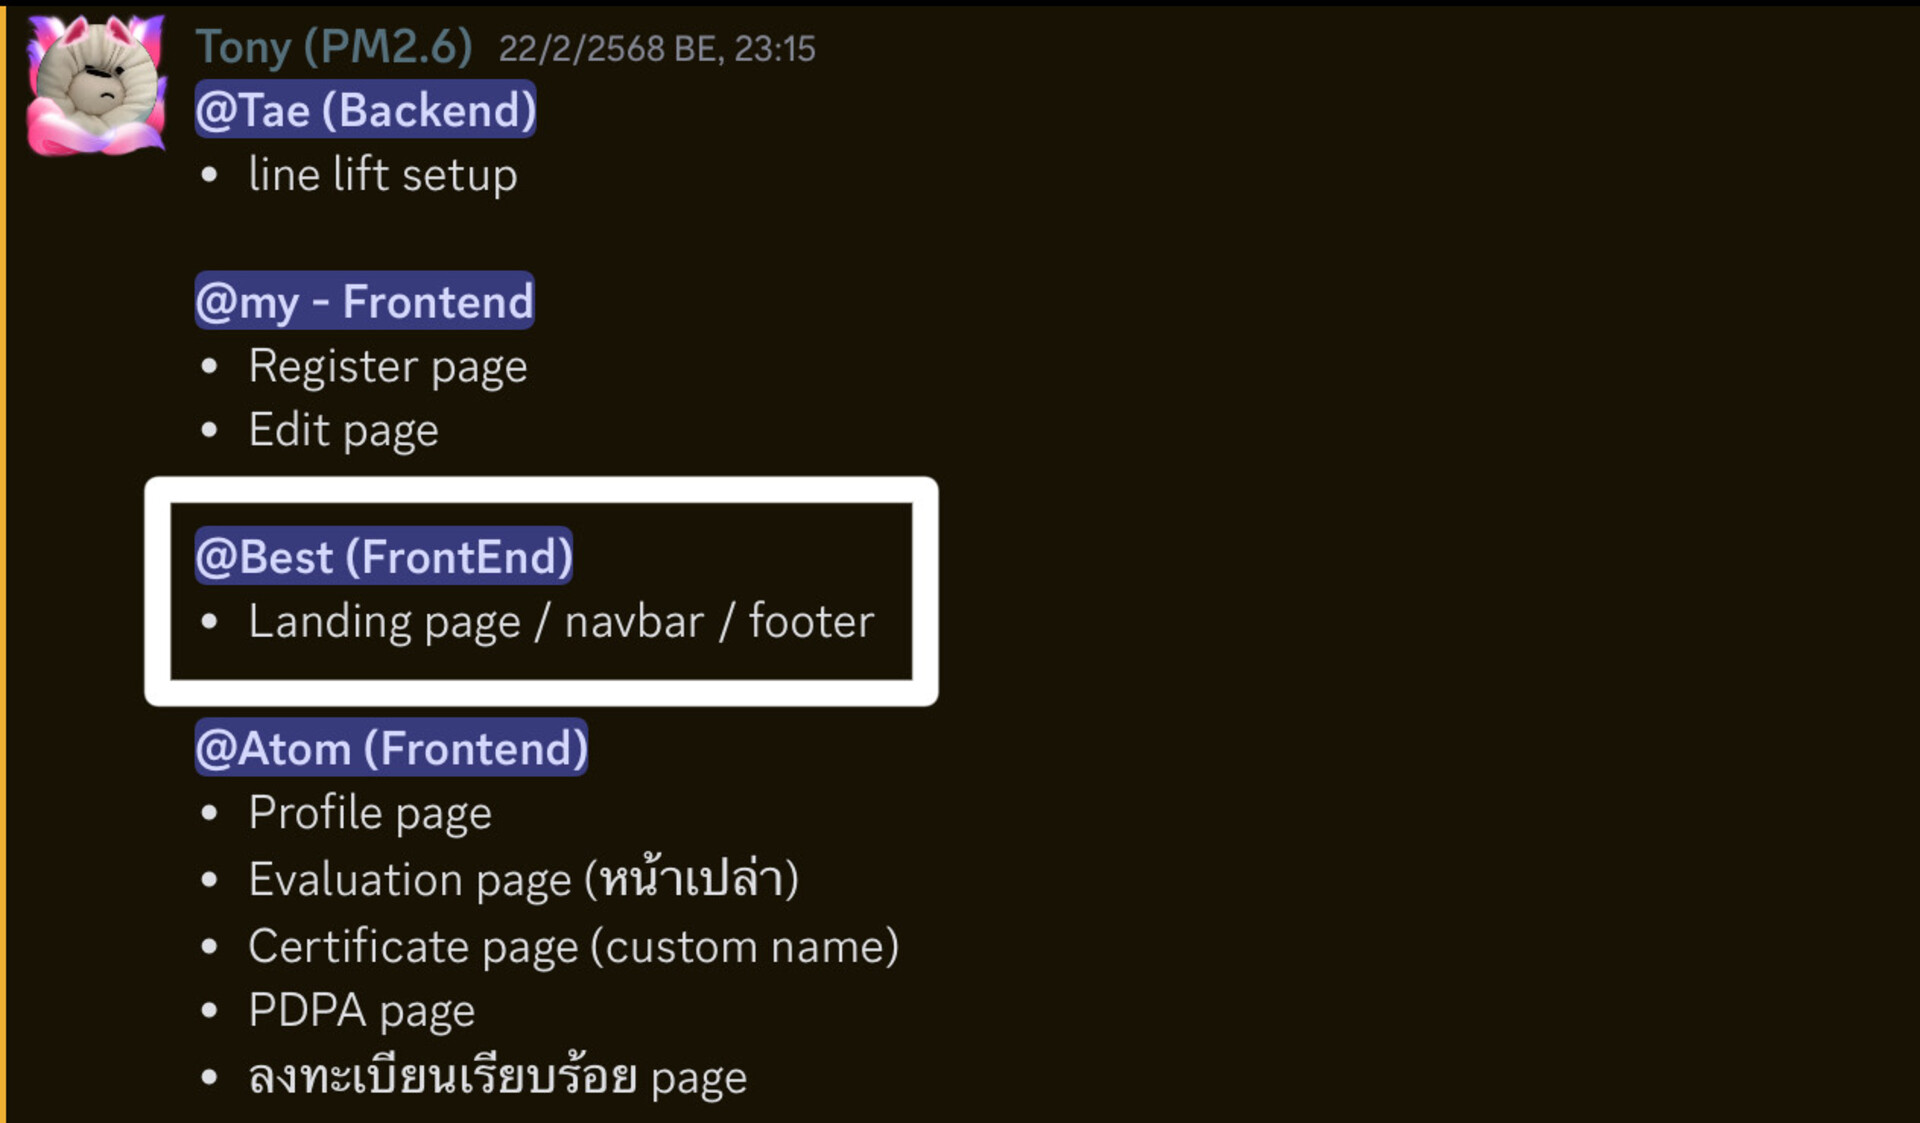 Tony (PM2.6) 22/2/2568 BE, 23:15
@Tae (Backend)
• line lift setup
@my - Frontend
• Register page
• Edit page
@Best (FrontEnd)
• Landing page / navbar / footer
@Atom (Frontend)
• Profile page
• Evaluation page (หน้าเปล่า)
• Certificate page (custom name)
• PDPA page
• ลงทะเบียนเรียบร้อย page